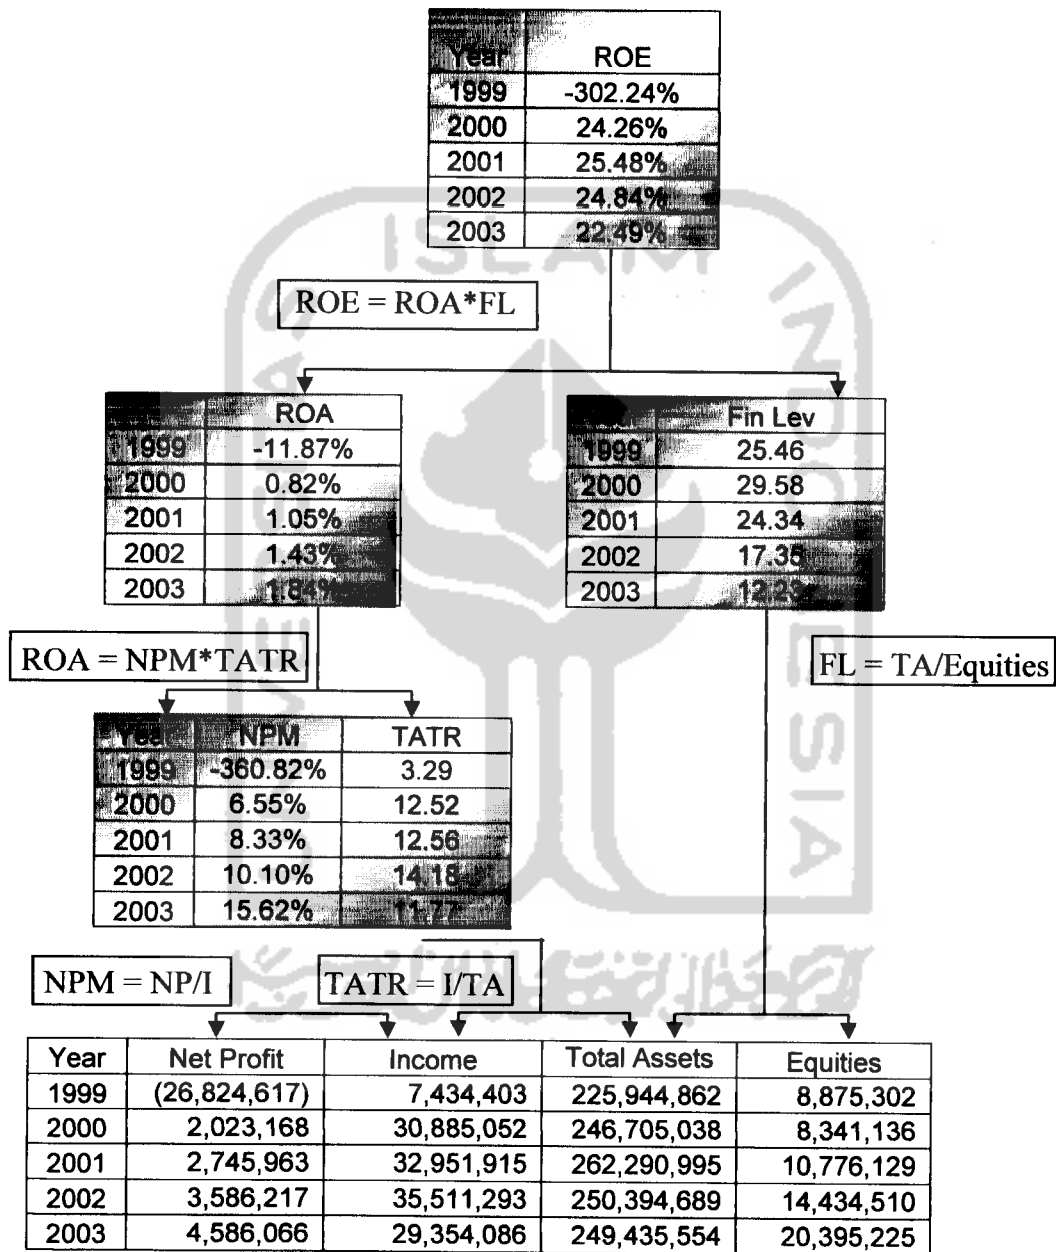 Year ROE
1999 -302.24%
2000 24.26%
2001 25.48%
2002 24.84%
2003 22.49%
ROE = ROA*FL
ROA
1999 -11.87%
2000 0.82%
2001 1.05%
2002 1.43%
2003 1.84%
Fin Lev
1999 25.46
2000 29.58
2001 24.34
2002 17.35
2003 12.23
ROA = NPM*TATR
FL = TA/Equities
Year NPM TATR
1999 -360.82% 3.29
2000 6.55% 12.52
2001 8.33% 12.56
2002 10.10% 14.18
2003 15.62% 11.77
NPM = NP/I
TATR = I/TA
Year Net Profit Income Total Assets Equities
1999 (26,824,617) 7,434,403 225,944,862 8,875,302
2000 2,023,168 30,885,052 246,705,038 8,341,136
2001 2,745,963 32,951,915 262,290,995 10,776,129
2002 3,586,217 35,511,293 250,394,689 14,434,510
2003 4,586,066 29,354,086 249,435,554 20,395,225
ISLAM
INDONESIA